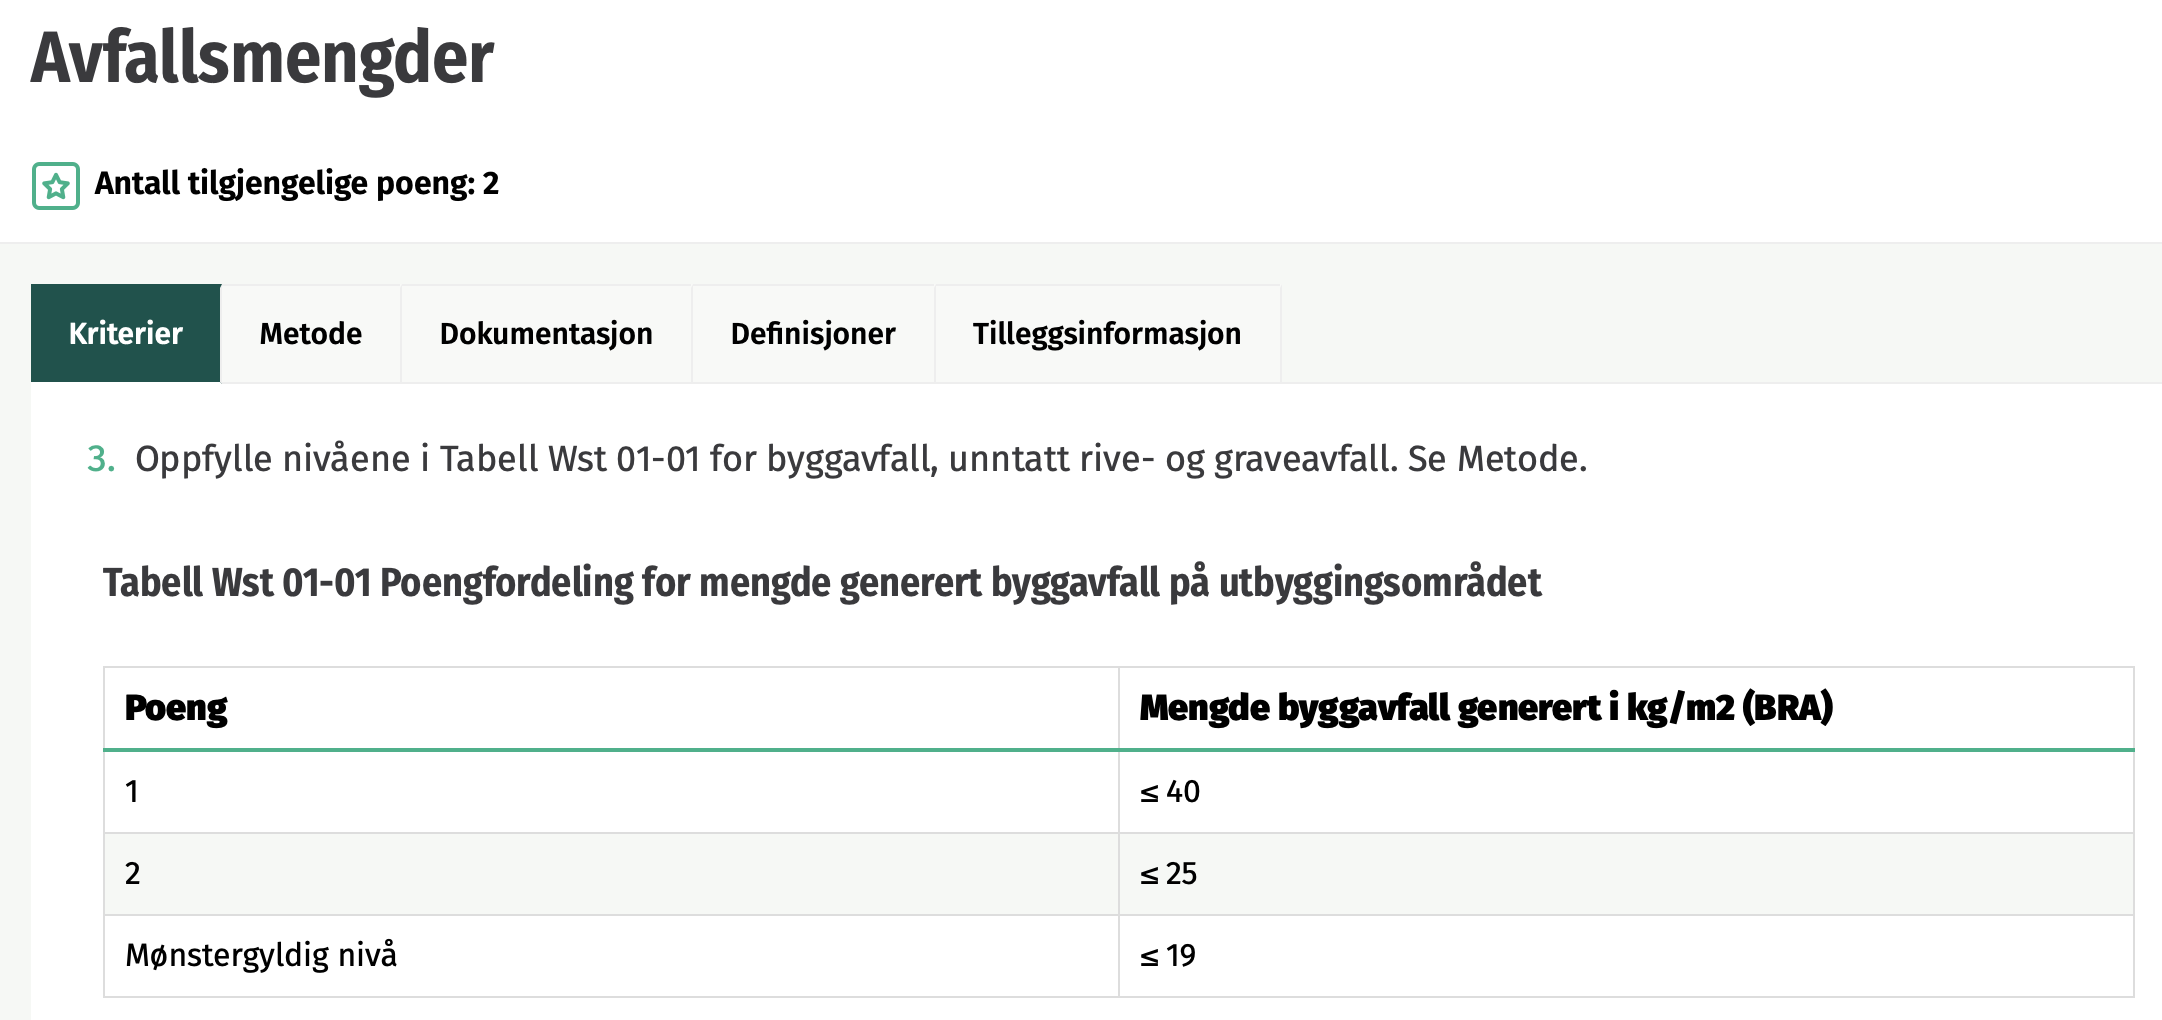 Avfallsmengder
Antall tilgjengelige poeng: 2
Kriterier Metode Dokumentasjon Definisjoner Tilleggsinformasjon
3. Oppfylle nivåene i Tabell Wst 01-01 for byggavfall, unntatt rive- og graveavfall. Se Metode.
Tabell Wst 01-01 Poengfordeling for mengde generert byggavfall på utbyggingsområdet
Poeng Mengde byggavfall generert i kg/m2 (BRA)
1 ≤ 40
2 ≤ 25
Mønstergyldig nivå ≤ 19